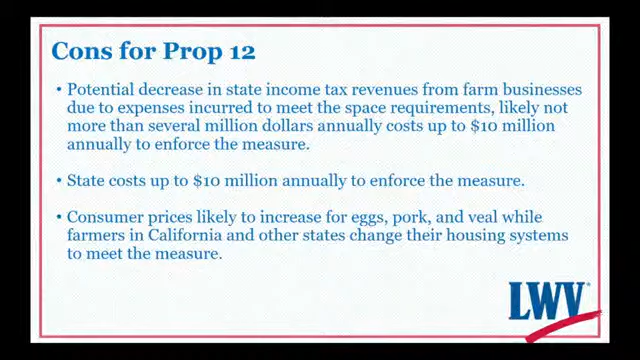 Cons for Prop 12
• Potential decrease in state income tax revenues from farm businesses
due to expenses incurred to meet the space requirements, likely not
more than several million dollars annually costs up to $10 million
annually to enforce the measure.
• State costs up to $10 million annually to enforce the measure.
• Consumer prices likely to increase for eggs, pork, and veal while
farmers in California and other states change their housing systems
to meet the measure.
LWV®